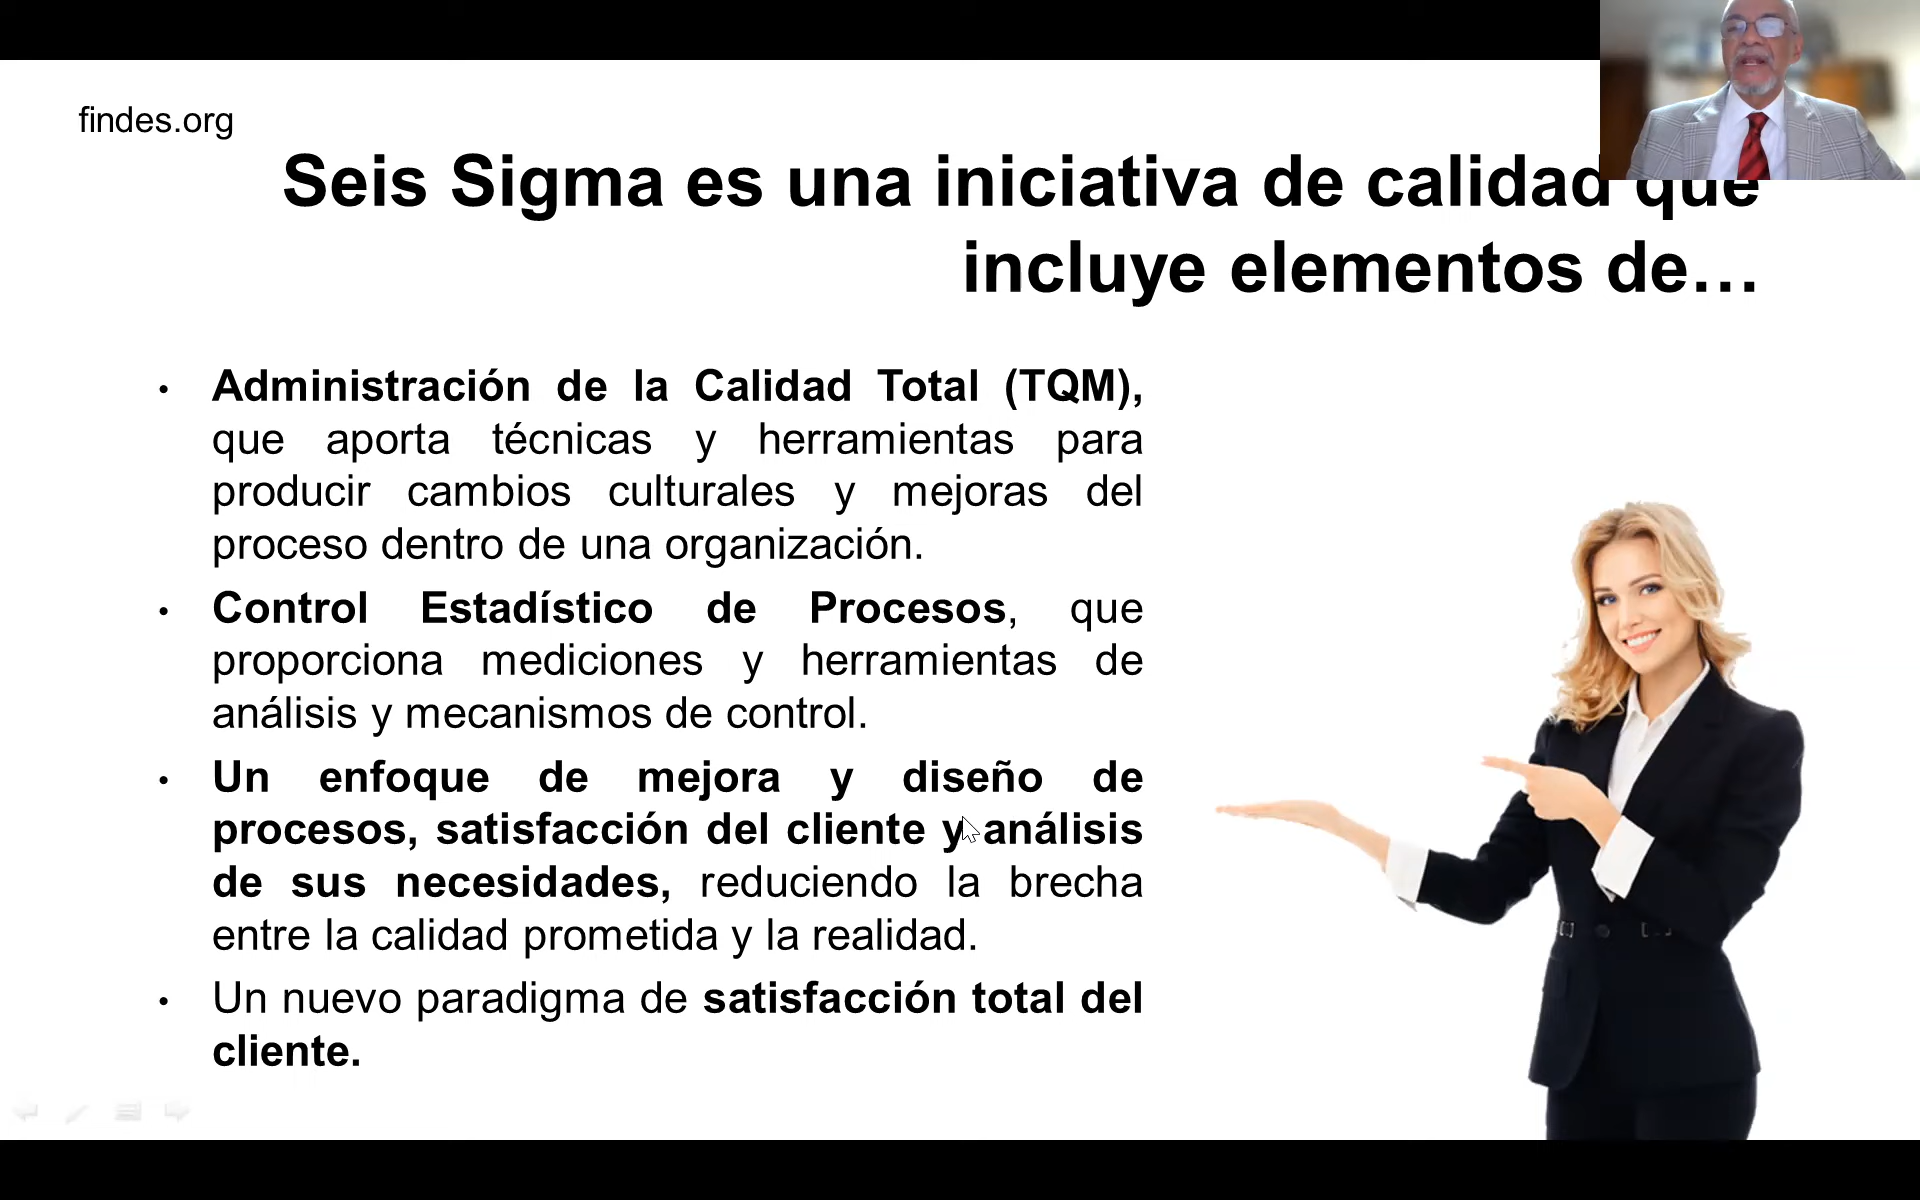 findes.org
Seis Sigma es una iniciativa de calidad que
incluye elementos de…
• Administración de la Calidad Total (TQM),
que aporta técnicas y herramientas para
producir cambios culturales y mejoras del
proceso dentro de una organización.
• Control Estadístico de Procesos, que
proporciona mediciones y herramientas de
análisis y mecanismos de control.
• Un enfoque de mejora y diseño de
procesos, satisfacción del cliente y análisis
de sus necesidades, reduciendo la brecha
entre la calidad prometida y la realidad.
• Un nuevo paradigma de satisfacción total del
cliente.